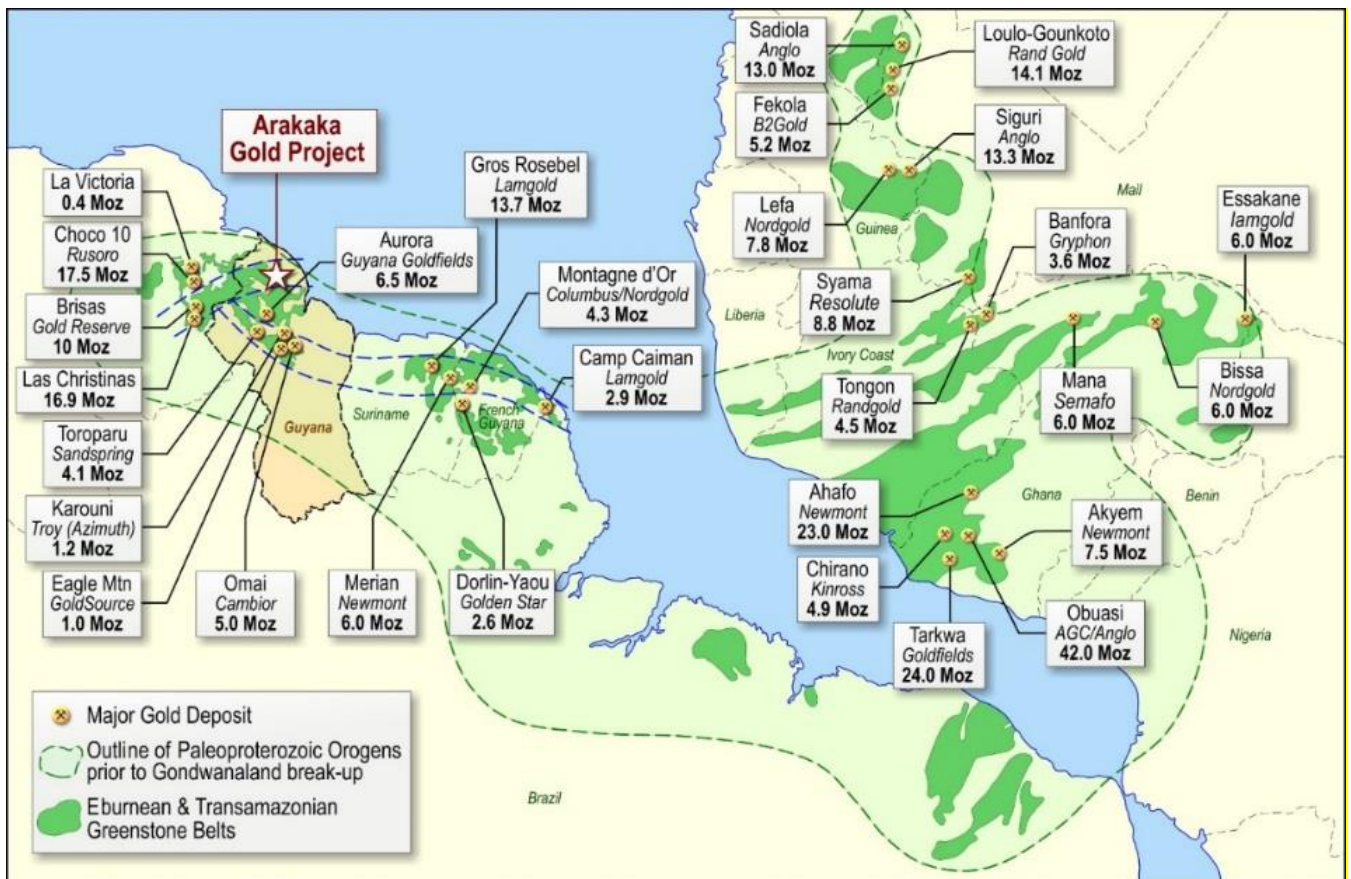 Arakaka
Gold Project
La Victoria
0.4 Moz
Choco 10
Rusoro
17.5 Moz
Brisas
Gold Reserve
10 Moz
Las Christinas
16.9 Moz
Toroparu
Sandspring
4.1 Moz
Karouni
Troy (Azimuth)
1.2 Moz
Eagle Mtn
GoldSource
1.0 Moz
Omai
Cambior
5.0 Moz
Aurora
Guyana Goldfields
6.5 Moz
Gros Rosebel
Lamgold
13.7 Moz
Montagne d'Or
Columbus/Nordgold
4.3 Moz
Camp Caiman
Lamgold
2.9 Moz
Merian
Newmont
6.0 Moz
Dorlin-Yaou
Golden Star
2.6 Moz
Guyana
Suriname
French
Guyana
Brazil
Sadiola
Anglo
13.0 Moz
Loulo-Gounkoto
Rand Gold
14.1 Moz
Fekola
B2Gold
5.2 Moz
Siguri
Anglo
13.3 Moz
Lefa
Nordgold
7.8 Moz
Guinea
Mali
Syama
Resolute
8.8 Moz
Banfora
Gryphon
3.6 Moz
Essakane
Iamgold
6.0 Moz
Liberia
Ivory Coast
Tongon
Randgold
4.5 Moz
Mana
Semafo
6.0 Moz
Bissa
Nordgold
6.0 Moz
Ahafo
Newmont
23.0 Moz
Ghana
Benin
Akyem
Newmont
7.5 Moz
Chirano
Kinross
4.9 Moz
Tarkwa
Goldfields
24.0 Moz
Obuasi
AGC/Anglo
42.0 Moz
Nigeria
Major Gold Deposit
Outline of Paleoproterozoic Orogens
prior to Gondwanaland break-up
Eburnean & Transamazonian
Greenstone Belts